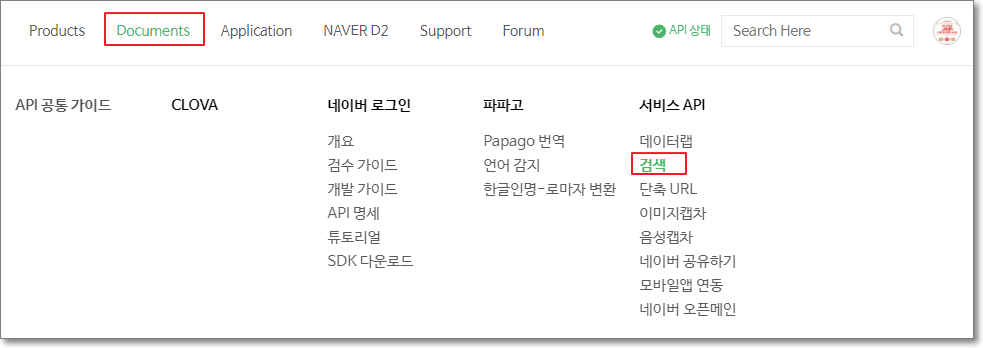 Products Documents Application NAVER D2 Support Forum API 상태 Search Here
API 공통 가이드
CLOVA
네이버 로그인
개요
검수 가이드
개발 가이드
API 명세
튜토리얼
SDK 다운로드
파파고
Papago 번역
언어 감지
한글인명-로마자 변환
서비스 API
데이터랩
검색
단축 URL
이미지캡차
음성캡차
네이버 공유하기
모바일앱 연동
네이버 오픈메인